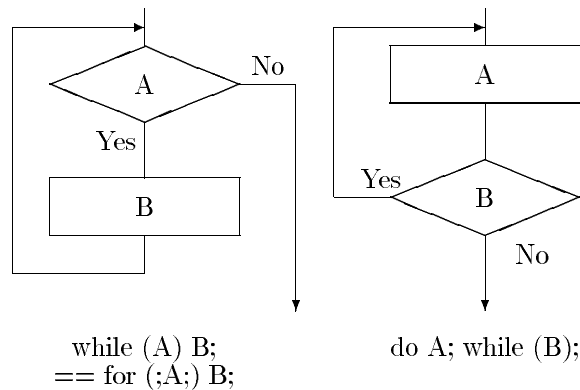 A
No
Yes
B
while (A) B;
== for (;A;) B;
A
Yes
B
No
do A; while (B);